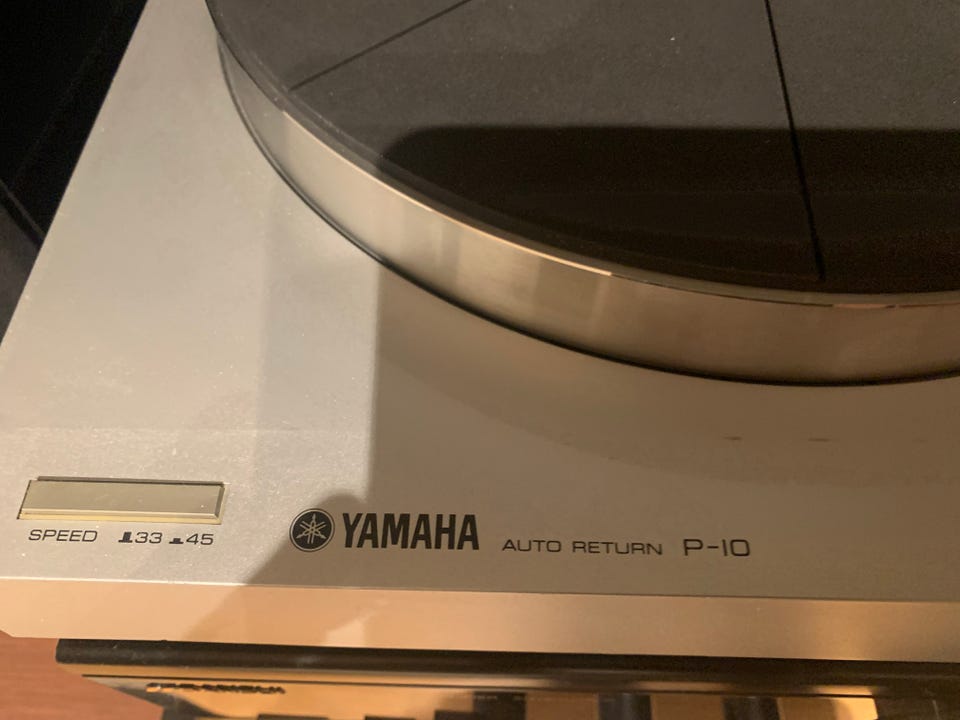 YAMAHA AUTO RETURN P-10
SPEED 33 45